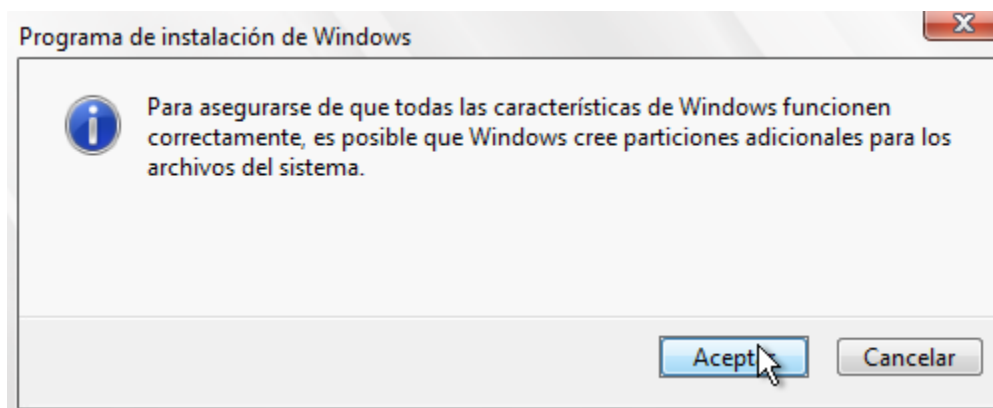 Programa de instalación de Windows
Para asegurarse de que todas las características de Windows funcionen
correctamente, es posible que Windows cree particiones adicionales para los
archivos del sistema.
Aceptar Cancelar